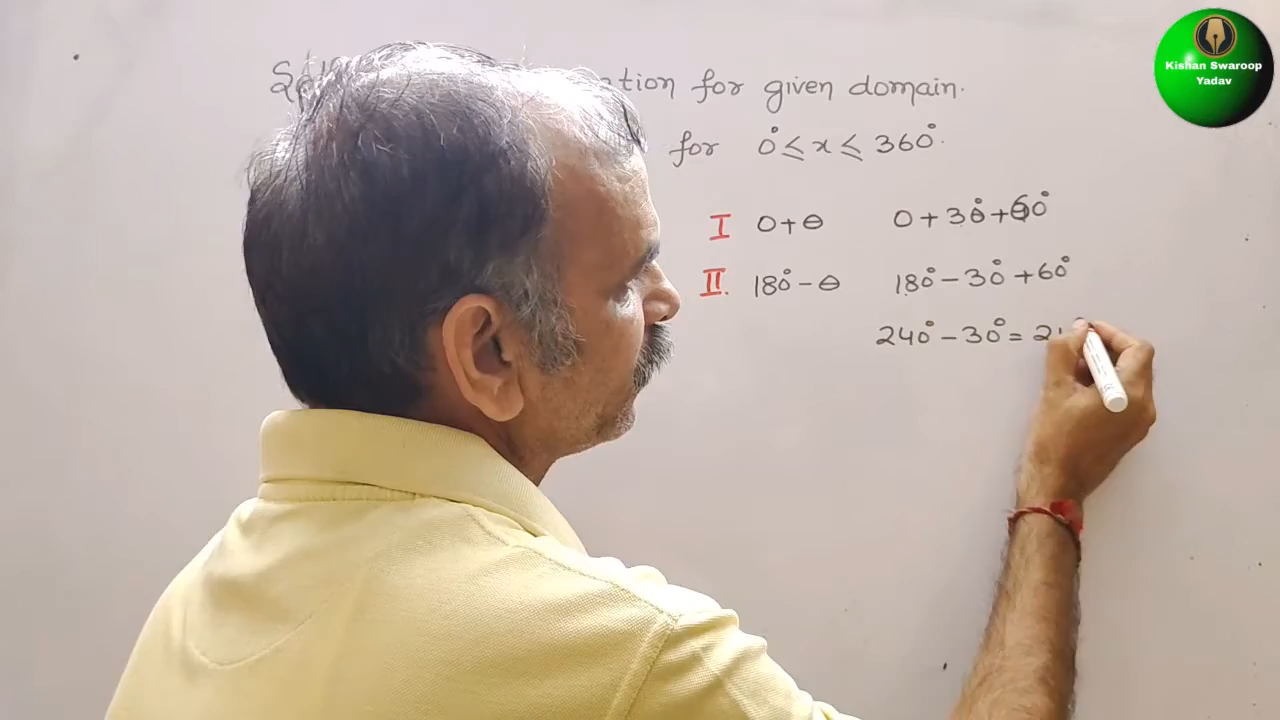 tion for given domain.
for 0° ≤ x ≤ 360°.
I 0+θ 0+30°+60°
II. 180°-θ 180°-30°+60°
240°-30°=
Kishan Swaroop
Yadav